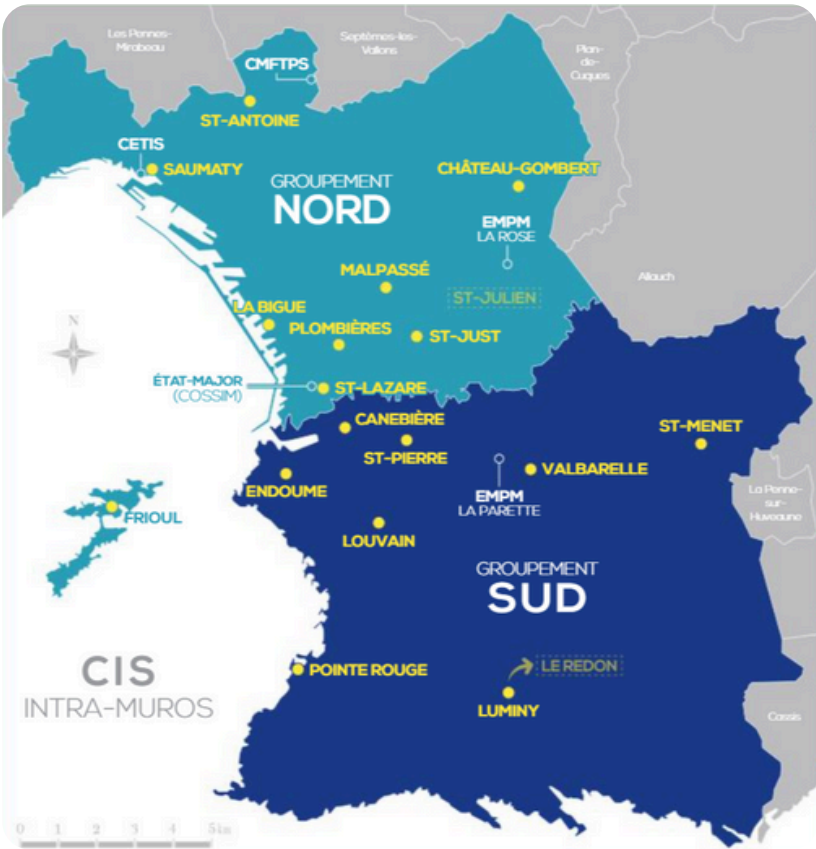 Les Pennes-
Mirabeau
Septèmes-les-
Vallons
Plan-
de-
Cuques
CMFTPS
ST-ANTOINE
CETIS
SAUMATY
GROUPEMENT
NORD
CHÂTEAU-GOMBERT
EMPM
LA ROSE
Allauch
MALPASSÉ
ST-JULIEN
LA BIGUE
PLOMBIÈRES
ST-JUST
N
ÉTAT-MAJOR
(COSSIM)
ST-LAZARE
CANEBIÈRE
ST-PIERRE
ST-MENET
ENDOUME
EMPM
LA PARETTE
VALBARELLE
La Penne-
sur-
Huveaune
FRIOUL
LOUVAIN
GROUPEMENT
SUD
CIS
INTRA-MUROS
POINTE ROUGE
LE REDON
LUMINY
Cassis
0 1 2 3 4 5km